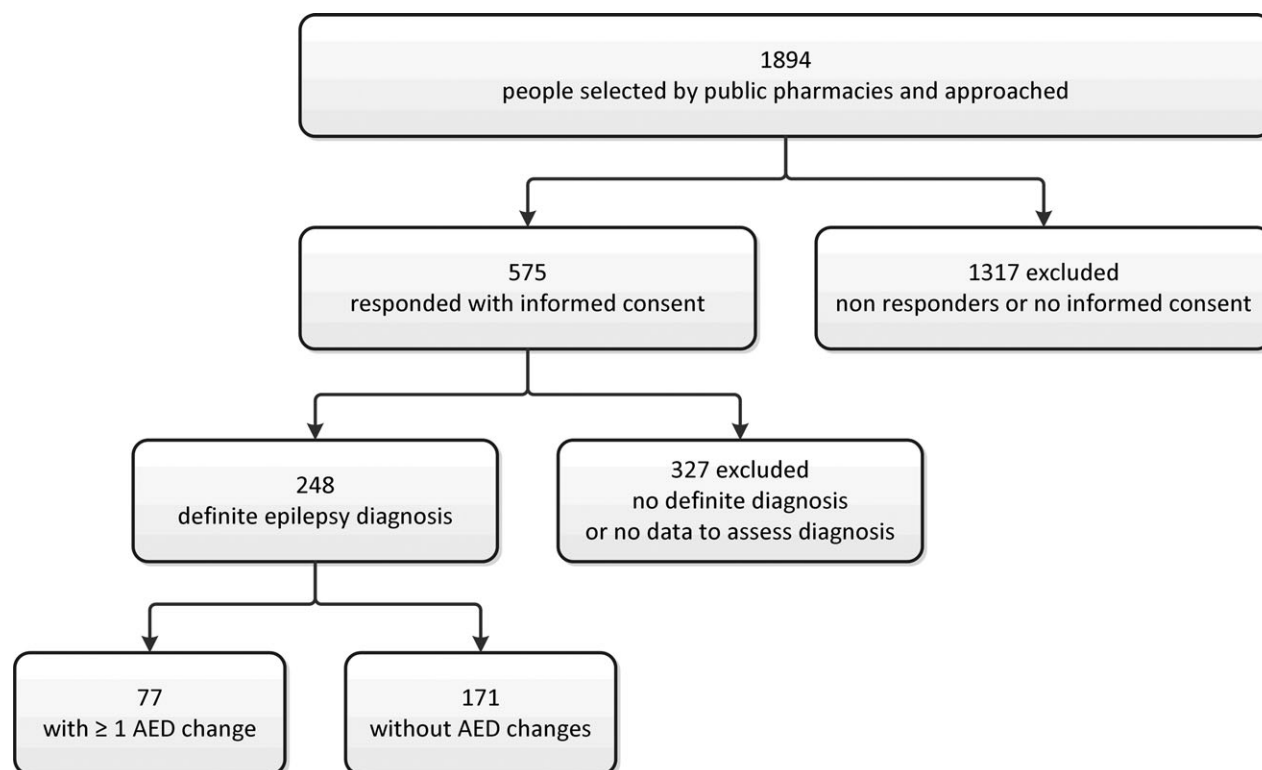 1894
people selected by public pharmacies and approached
575
responded with informed consent
1317 excluded
non responders or no informed consent
248
definite epilepsy diagnosis
327 excluded
no definite diagnosis
or no data to assess diagnosis
77
with ≥ 1 AED change
171
without AED changes